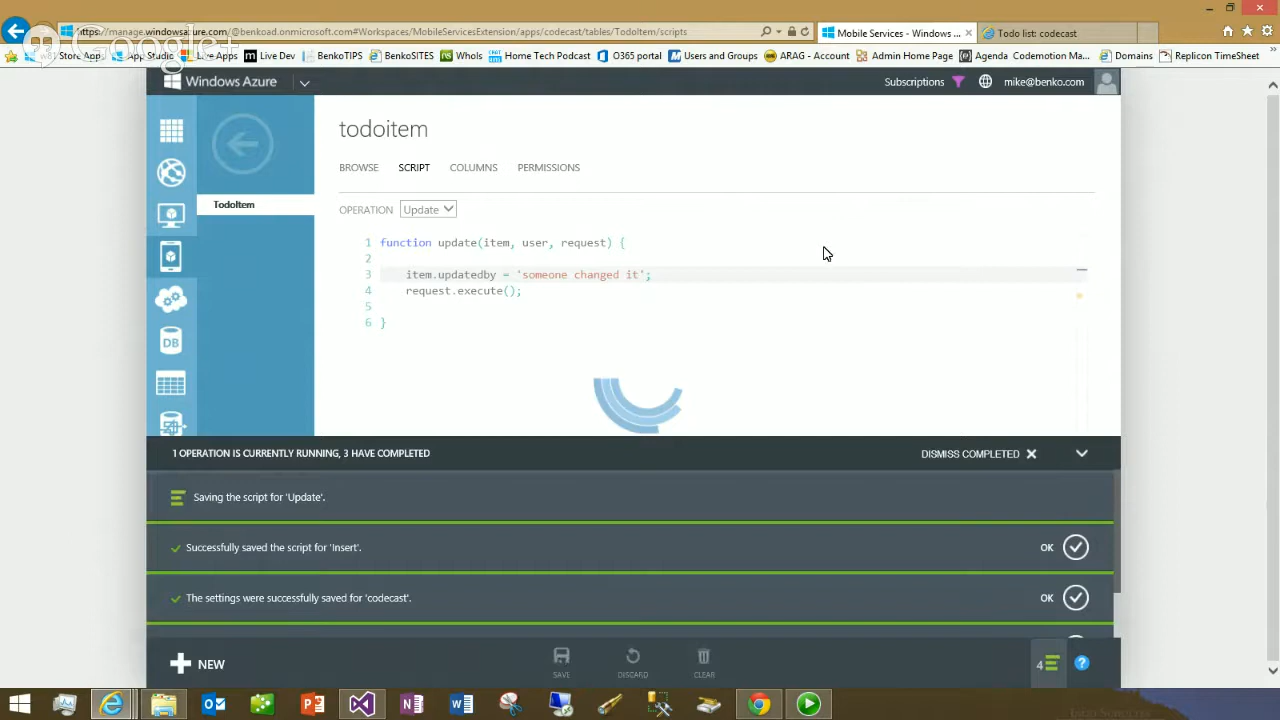 https://manage.windowsazure.com/@benkoad.onmicrosoft.com#Workspaces/MobileServicesExtension/apps/codecast/tables/TodoItem/scripts
Mobile Services - Windows ...
Todo list: codecast
Google+
W8 Store Apps
App Studio
Live Dev
BenkoTIPS
BenkoSITES
WhoIs
Home Tech Podcast
O365 portal
Users and Groups
ARAG - Account
Admin Home Page
Agenda
Codemotion Ma...
Domains
Replicon TimeSheet
Windows Azure
Subscriptions
mike@benko.com
todoitem
BROWSE SCRIPT COLUMNS PERMISSIONS
TodoItem
OPERATION Update
1 function update(item, user, request) {
2
3 item.updatedby = 'someone changed it';
4 request.execute();
5
6 }
DB
1 OPERATION IS CURRENTLY RUNNING, 3 HAVE COMPLETED
DISMISS COMPLETED
Saving the script for 'Update'.
Successfully saved the script for 'Insert'.
OK
The settings were successfully saved for 'codecast'.
OK
NEW
SAVE
DISCARD
CLEAR
4
?